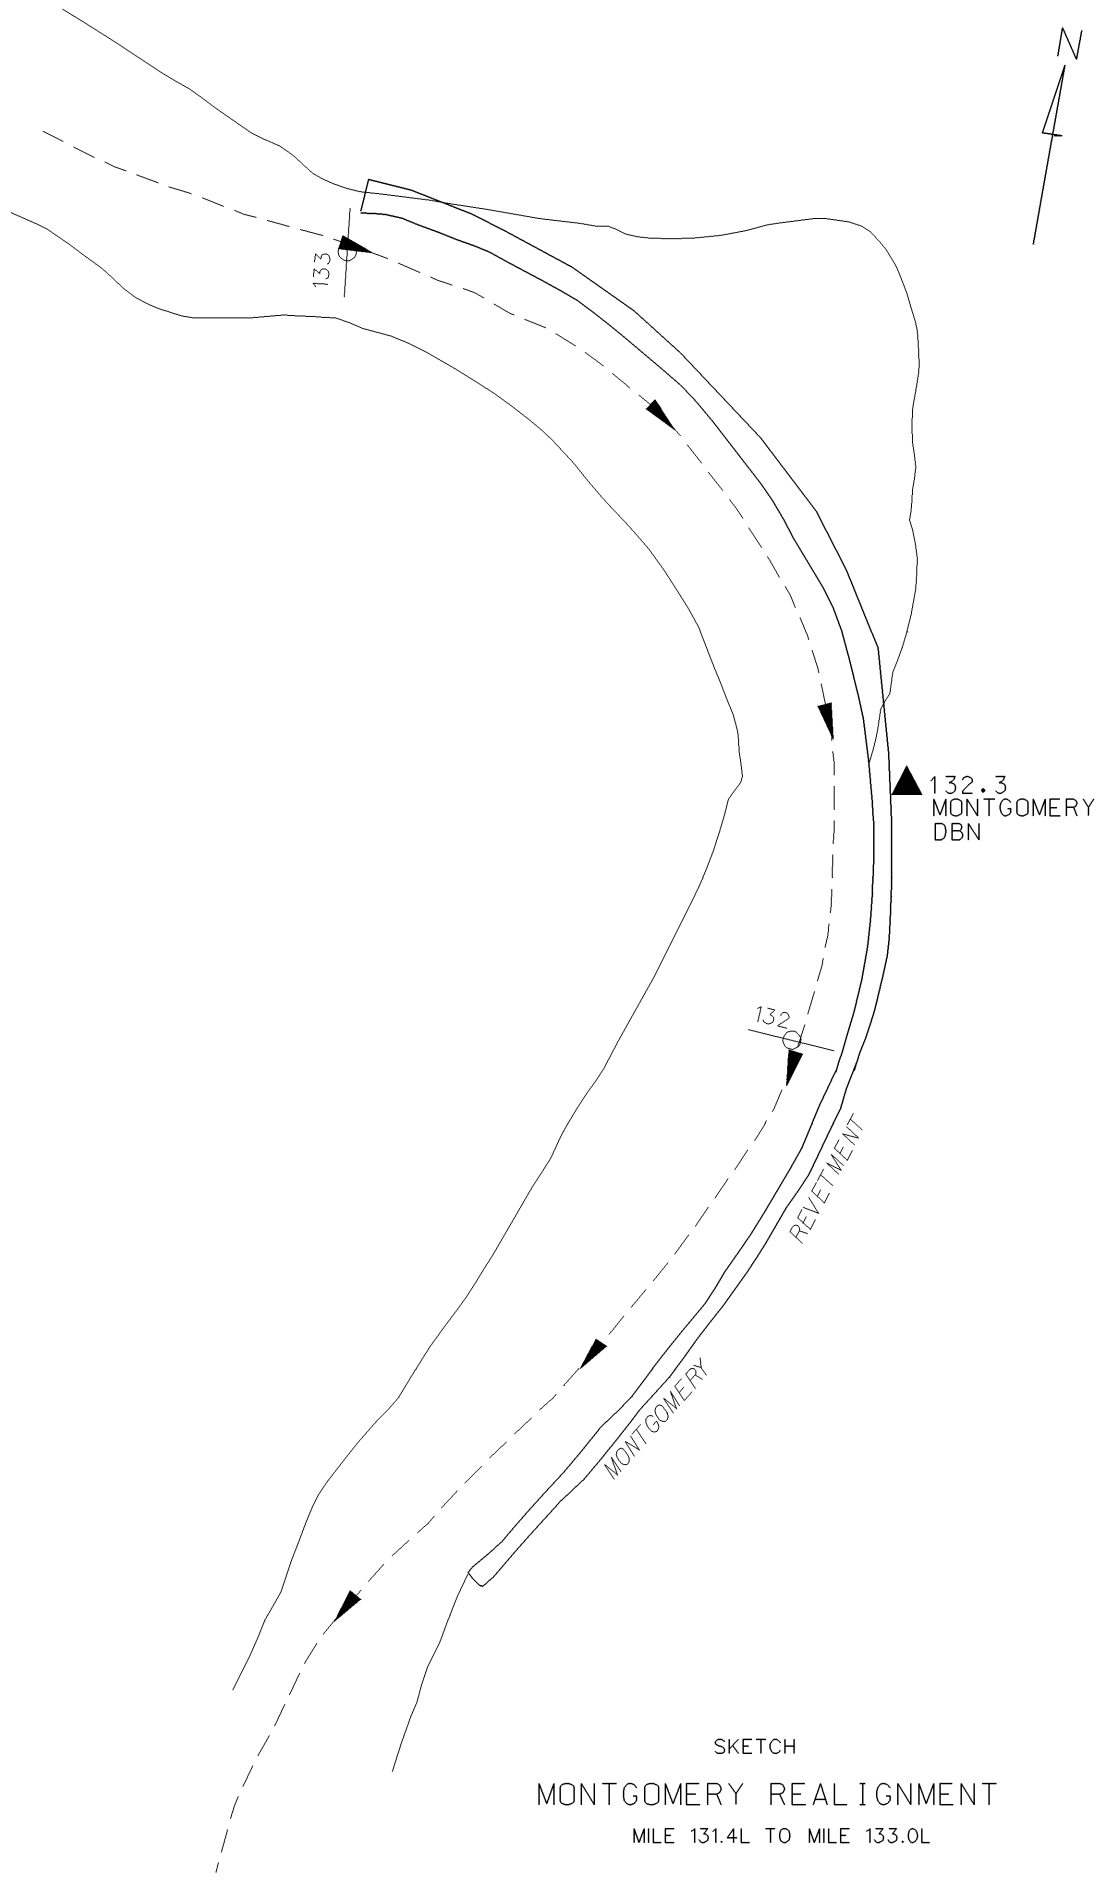 N
133
132.3
MONTGOMERY
DBN
132
REVETMENT
MONTGOMERY
SKETCH
MONTGOMERY REALIGNMENT
MILE 131.4L TO MILE 133.0L